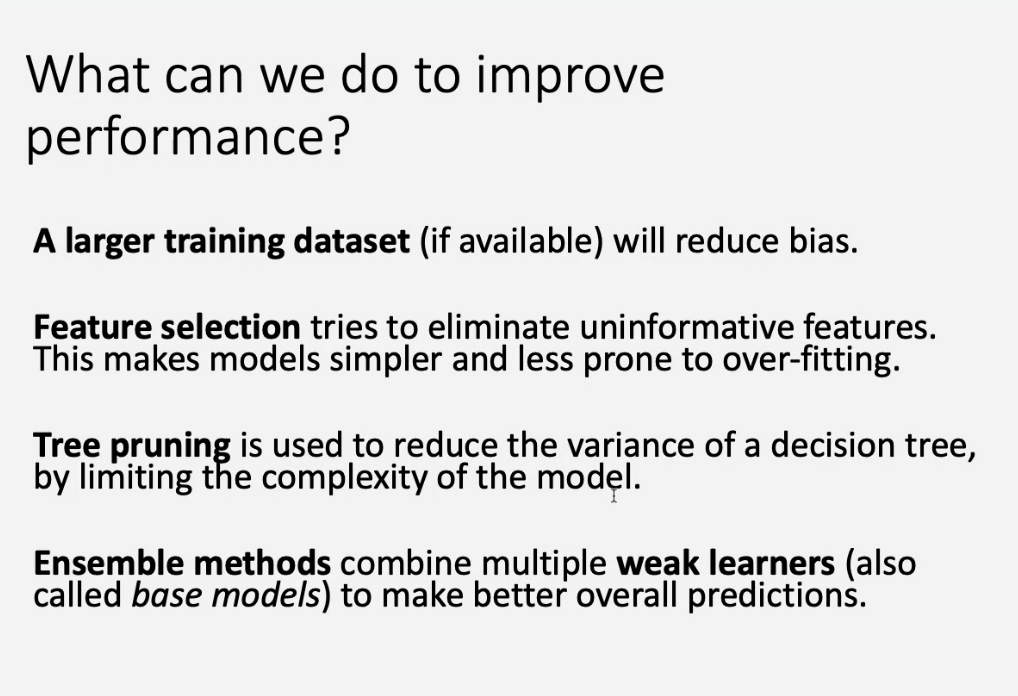 What can we do to improve
performance?
A larger training dataset (if available) will reduce bias.
Feature selection tries to eliminate uninformative features.
This makes models simpler and less prone to over-fitting.
Tree pruning is used to reduce the variance of a decision tree,
by limiting the complexity of the model.
Ensemble methods combine multiple weak learners (also
called base models) to make better overall predictions.